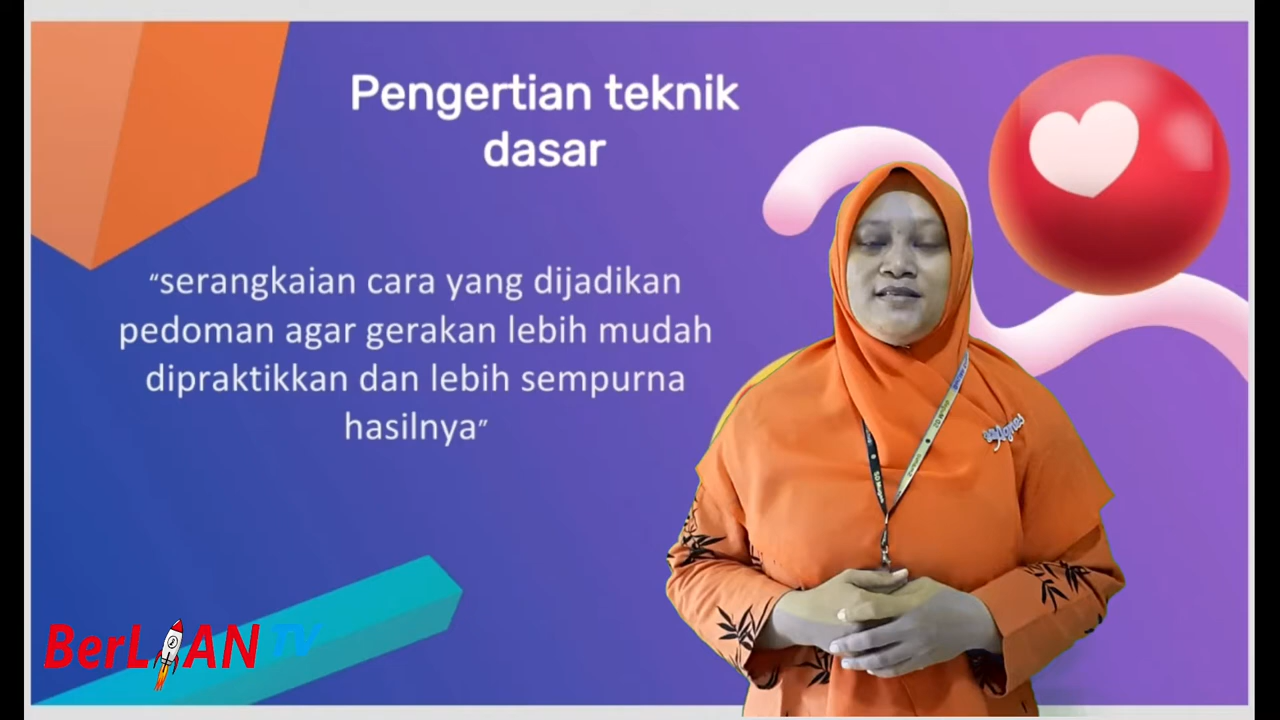 Pengertian teknik
dasar
“serangkaian cara yang dijadikan
pedoman agar gerakan lebih mudah
dipraktikkan dan lebih sempurna
hasilnya”
BerLIAN TV